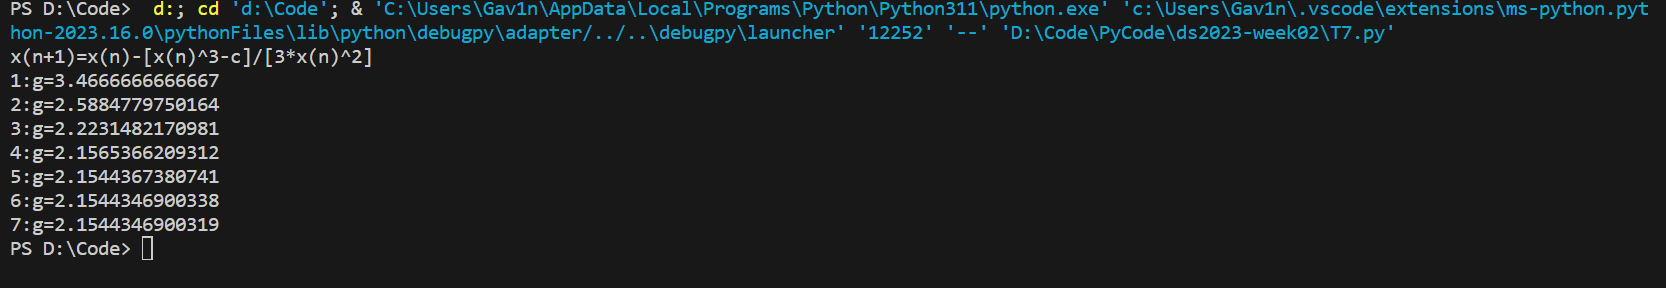 PS D:\Code>  d:; cd 'd:\Code'; & 'C:\Users\Gav1n\AppData\Local\Programs\Python\Python311\python.exe' 'c:\Users\Gav1n\.vscode\extensions\ms-python.pyt
hon-2023.16.0\pythonFiles\lib\python\debugpy\adapter/../..\debugpy\launcher' '12252' '--' 'D:\Code\PyCode\ds2023-week02\T7.py'
x(n+1)=x(n)-[x(n)^3-c]/[3*x(n)^2]
1:g=3.4666666666667
2:g=2.5884779750164
3:g=2.2231482170981
4:g=2.1565366209312
5:g=2.1544367380741
6:g=2.1544346900338
7:g=2.1544346900319
PS D:\Code>